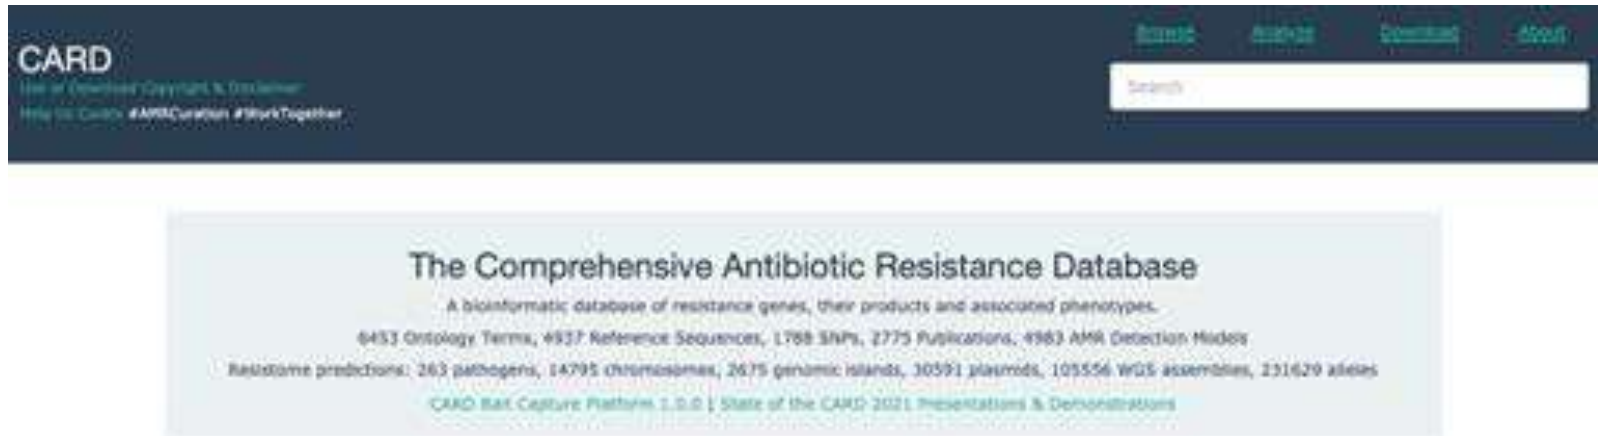 CARD
Use or Download Copyright & Disclaimer
Help Us Curate #AMRCuration #WorkTogether
Browse Analyze Download About
Search
The Comprehensive Antibiotic Resistance Database
A bioinformatic database of resistance genes, their products and associated phenotypes.
6453 Ontology Terms, 4937 Reference Sequences, 1788 SNPs, 2775 Publications, 4983 AMR Detection Models
Resistome predictions: 263 pathogens, 14795 chromosomes, 2675 genomic islands, 30591 plasmids, 105556 WGS assemblies, 231629 alleles
CARD Bait Capture Platform 1.0.0 | State of the CARD 2021 Presentations & Demonstrations